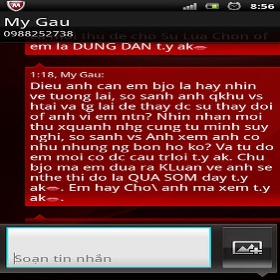 8:56
My Gau
0988252738
em la DUNG DAN t.y ak
1:18, My Gau:
Dieu anh can em bjo la hay nhin
ve tuong lai, so sanh anh qkhu vs
htai va tg lai de thay dc su thay doi
of anh vi em ntn? Nhin nhan moi
thu xquanh nhg cung tu minh suy
nghi, so sanh vs Anh xem anh co
nhu nhung ng bon ho ko? Va tu do
em moi co dc cau trloi t.y ak. Chu
bjo ma em dua ra KLuan ve anh se
nthe thi do la QUA SOM day t.y
ak. Em hay Cho\ anh ma xem t.y
ak.
Soạn tin nhắn